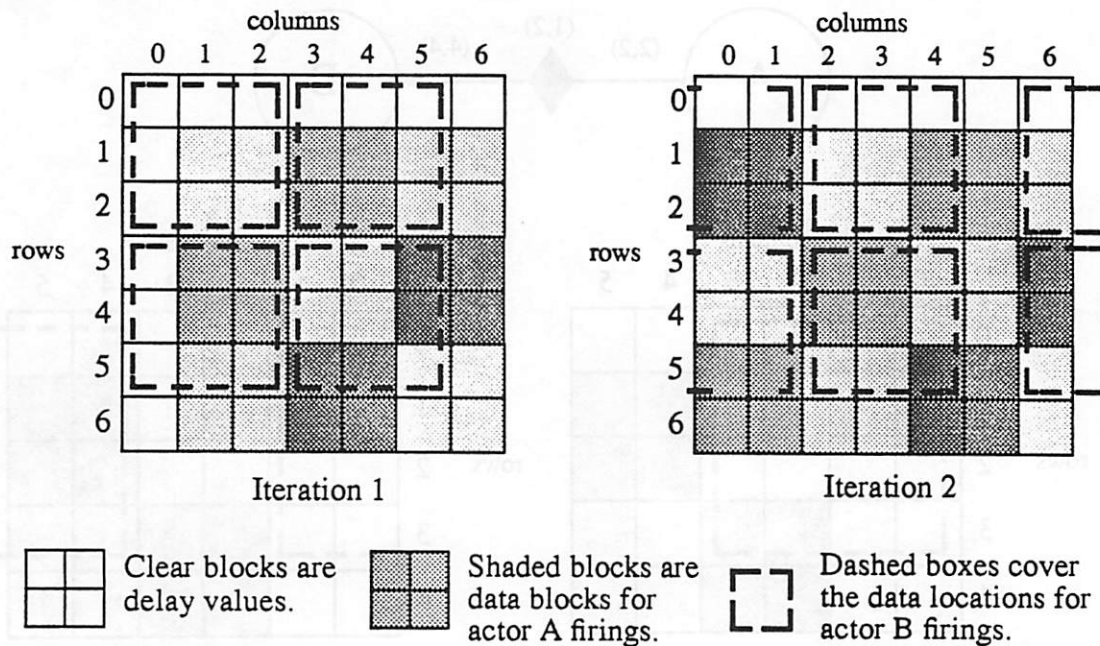 columns
0 1 2 3 4 5 6
0
1
2
rows
3
4
5
6
Iteration 1
columns
0 1 2 3 4 5 6
0
1
2
rows
3
4
5
6
Iteration 2
Clear blocks are
delay values.
Shaded blocks are
data blocks for
actor A firings.
Dashed boxes cover
the data locations for
actor B firings.